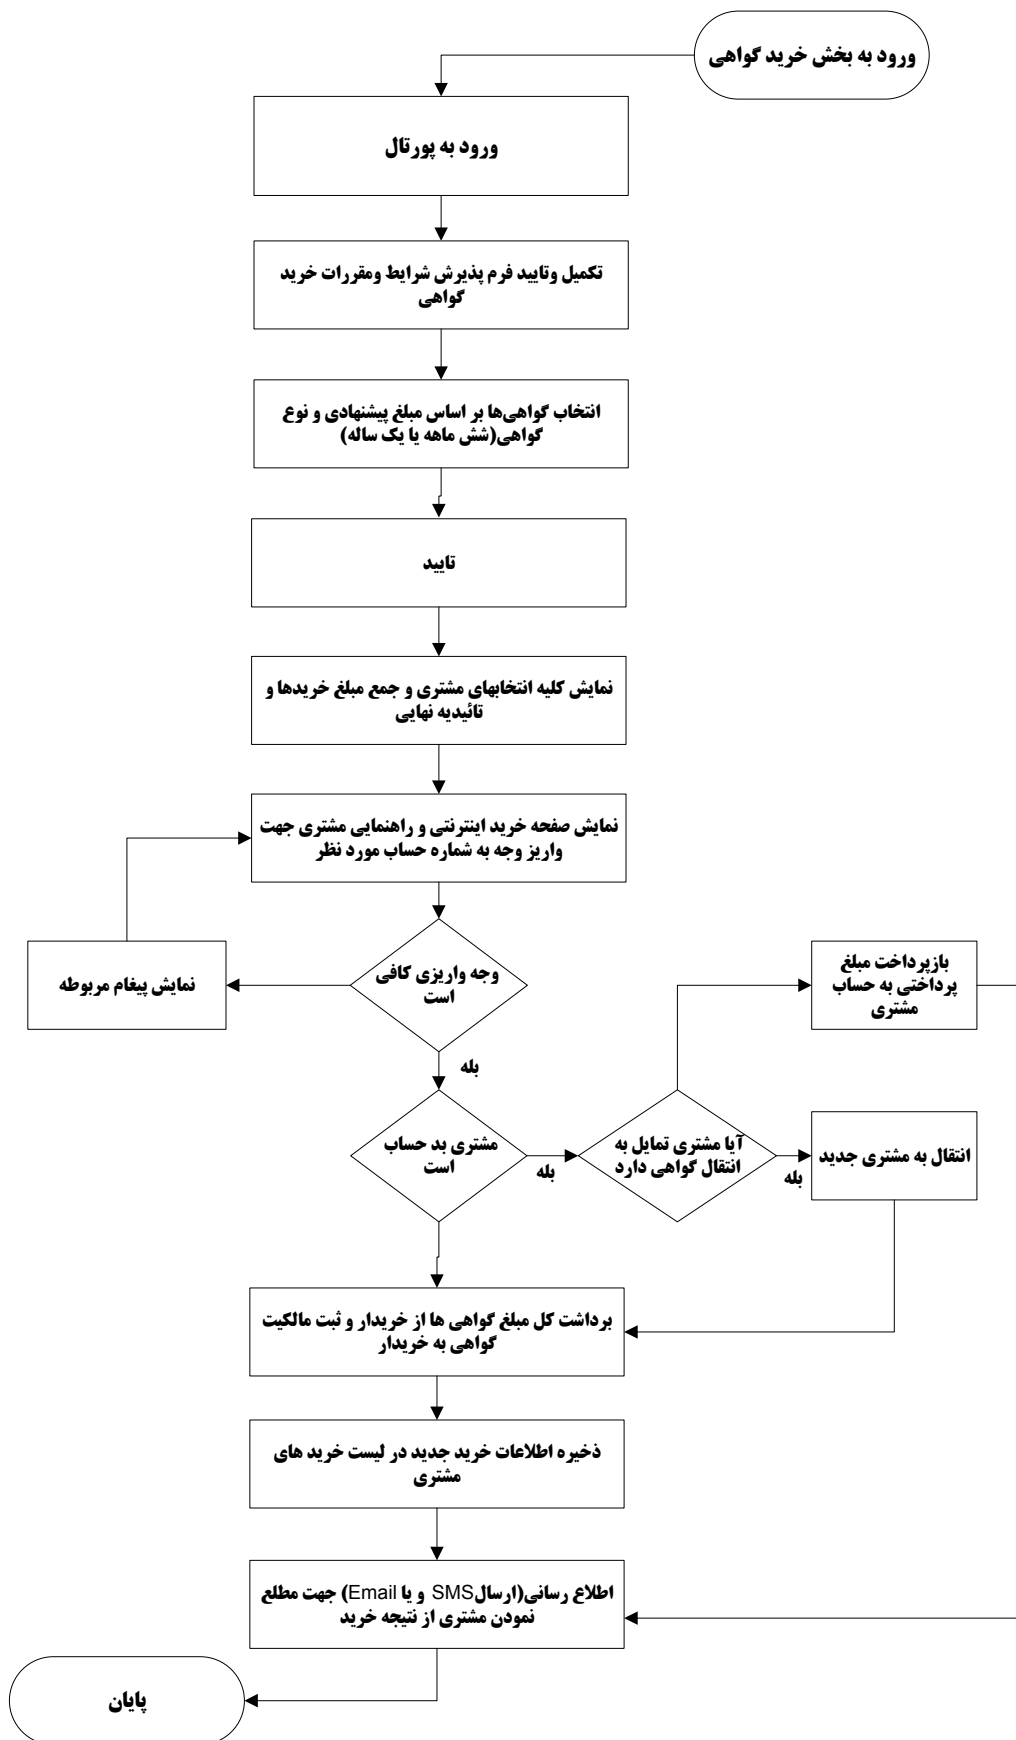 ورود به بخش خرید گواهی
ورود به پورتال
تکمیل وتایید فرم پذیرش شرایط ومقررات خرید
گواهی
انتخاب گواهی‌ها بر اساس مبلغ پیشنهادی و نوع
گواهی(شش ماهه یا یک ساله)
تایید
نمایش کلیه انتخابهای مشتری و جمع مبلغ خریدها و
تائیدیه نهایی
نمایش صفحه خرید اینترنتی و راهنمایی مشتری جهت
واریز وجه به شماره حساب مورد نظر
وجه واریزی کافی
است
نمایش پیغام مربوطه
بازپرداخت مبلغ
پرداختی به حساب
مشتری
بله
مشتری بد حساب
است
بله
آیا مشتری تمایل به
انتقال گواهی دارد
بله
انتقال به مشتری جدید
برداشت کل مبلغ گواهی ها از خریدار و ثبت مالکیت
گواهی به خریدار
ذخیره اطلاعات خرید جدید در لیست خرید های
مشتری
اطلاع رسانی(ارسالSMS و یا Email) جهت مطلع
نمودن مشتری از نتیجه خرید
پایان